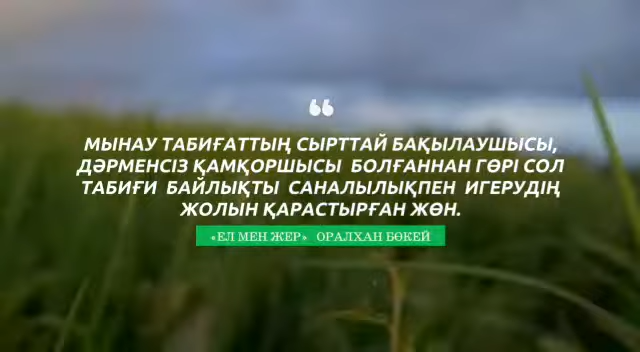 ❝
МЫНАУ ТАБИҒАТТЫҢ СЫРТТАЙ БАҚЫЛАУШЫСЫ,
ДӘРМЕНСІЗ ҚАМҚОРШЫСЫ БОЛҒАННАН ГӨРІ СОЛ
ТАБИҒИ БАЙЛЫҚТЫ САНАЛЫЛЫҚПЕН ИГЕРУДІҢ
ЖОЛЫН ҚАРАСТЫРҒАН ЖӨН.
«ЕЛ МЕН ЖЕР» ОРАЛХАН БӨКЕЙ